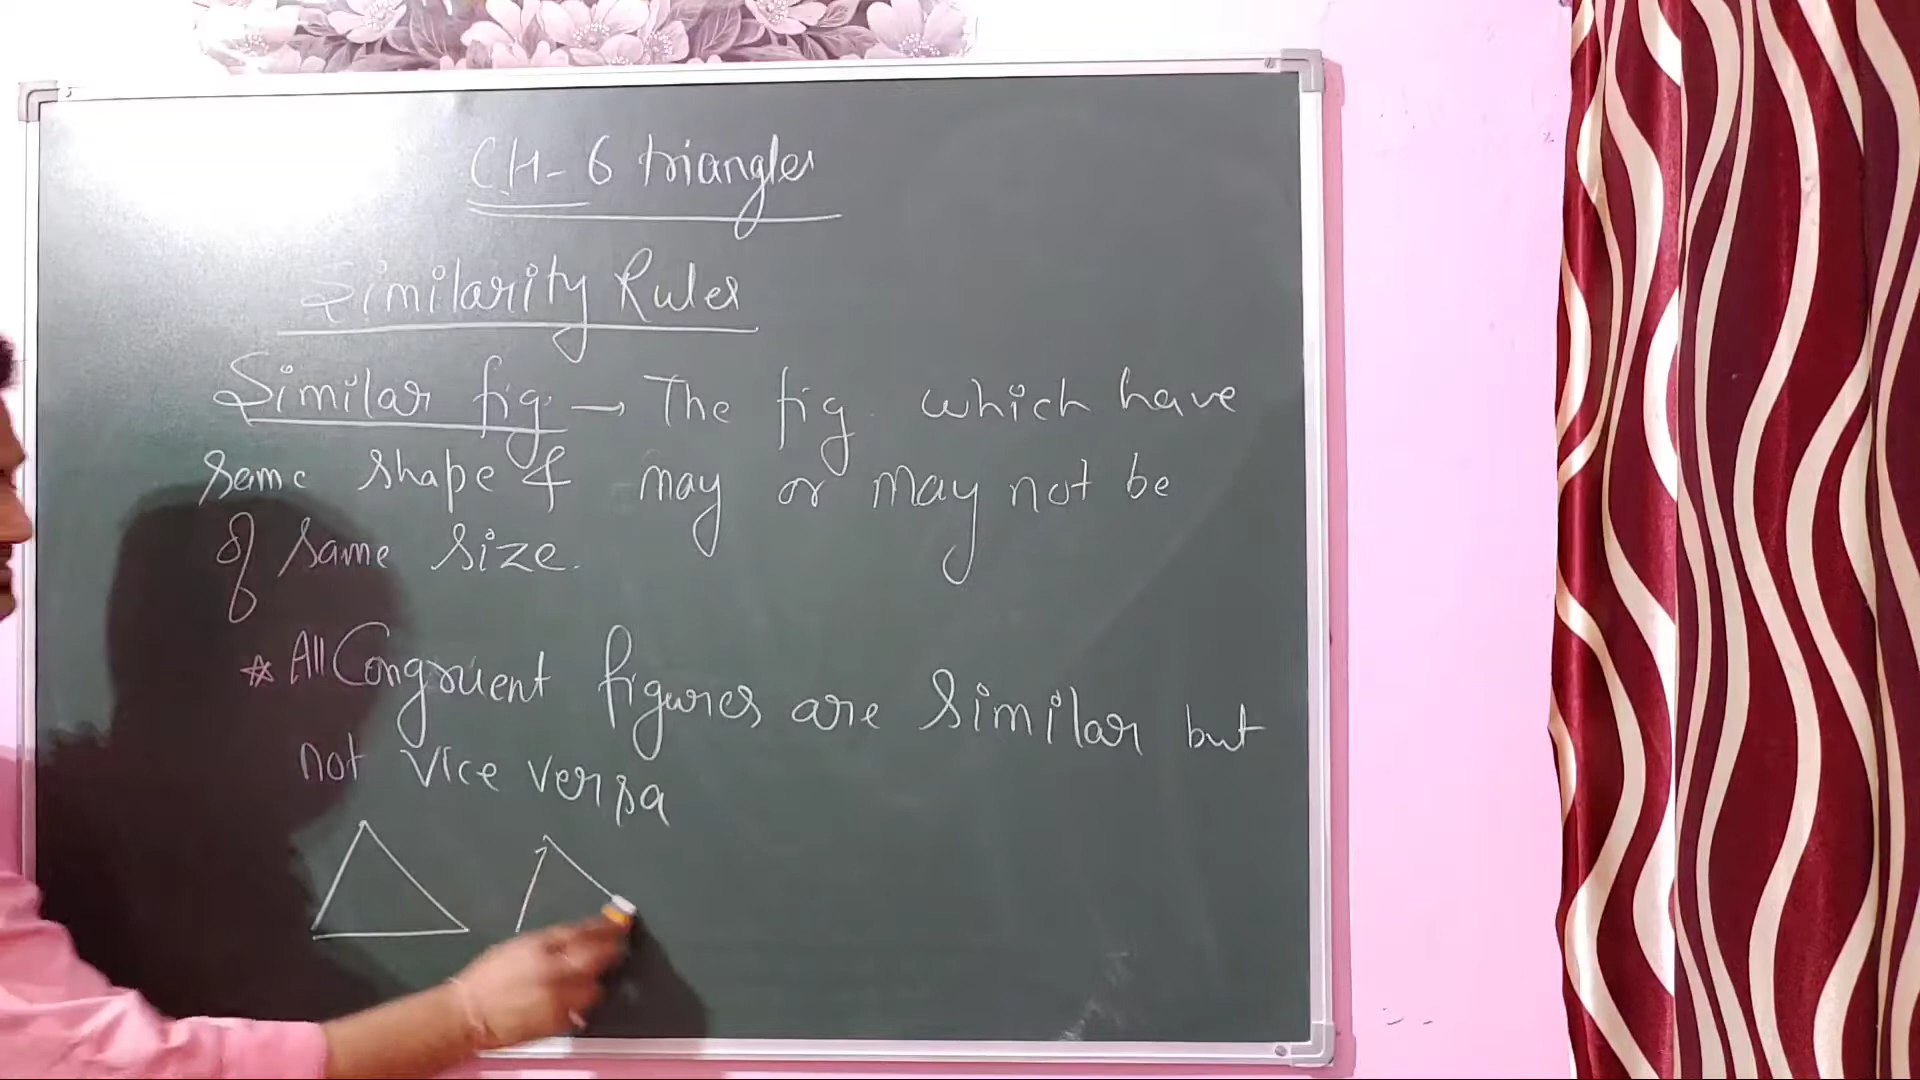 CH-6 triangles
Similarity Rules
Similar fig. → The fig. which have
same shape & may or may not be
of same size.
* All Congruent figures are similar but
not Vice versa